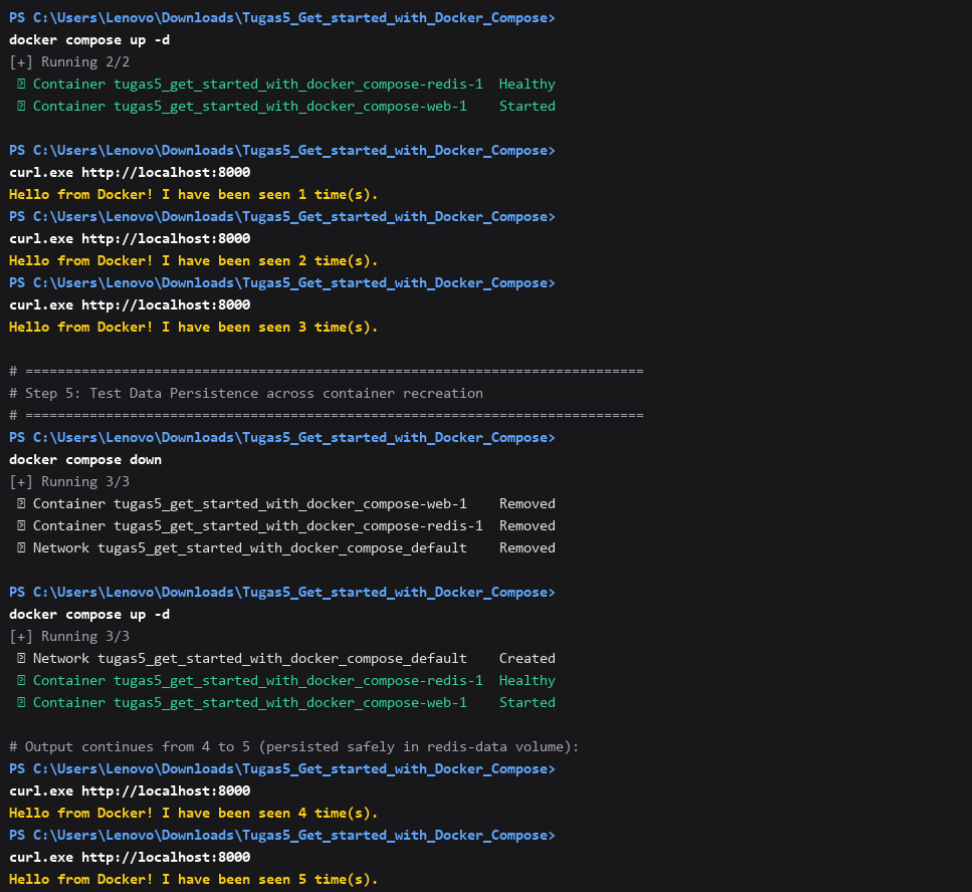 PS C:\Users\Lenovo\Downloads\Tugas5_Get_started_with_Docker_Compose>
docker compose up -d
[+] Running 2/2
⍰ Container tugas5_get_started_with_docker_compose-redis-1  Healthy
⍰ Container tugas5_get_started_with_docker_compose-web-1    Started
PS C:\Users\Lenovo\Downloads\Tugas5_Get_started_with_Docker_Compose>
curl.exe http://localhost:8000
Hello from Docker! I have been seen 1 time(s).
PS C:\Users\Lenovo\Downloads\Tugas5_Get_started_with_Docker_Compose>
curl.exe http://localhost:8000
Hello from Docker! I have been seen 2 time(s).
PS C:\Users\Lenovo\Downloads\Tugas5_Get_started_with_Docker_Compose>
curl.exe http://localhost:8000
Hello from Docker! I have been seen 3 time(s).
# =============================================================================
# Step 5: Test Data Persistence across container recreation
# =============================================================================
PS C:\Users\Lenovo\Downloads\Tugas5_Get_started_with_Docker_Compose>
docker compose down
[+] Running 3/3
⍰ Container tugas5_get_started_with_docker_compose-web-1    Removed
⍰ Container tugas5_get_started_with_docker_compose-redis-1  Removed
⍰ Network tugas5_get_started_with_docker_compose_default    Removed
PS C:\Users\Lenovo\Downloads\Tugas5_Get_started_with_Docker_Compose>
docker compose up -d
[+] Running 3/3
⍰ Network tugas5_get_started_with_docker_compose_default    Created
⍰ Container tugas5_get_started_with_docker_compose-redis-1  Healthy
⍰ Container tugas5_get_started_with_docker_compose-web-1    Started
# Output continues from 4 to 5 (persisted safely in redis-data volume):
PS C:\Users\Lenovo\Downloads\Tugas5_Get_started_with_Docker_Compose>
curl.exe http://localhost:8000
Hello from Docker! I have been seen 4 time(s).
PS C:\Users\Lenovo\Downloads\Tugas5_Get_started_with_Docker_Compose>
curl.exe http://localhost:8000
Hello from Docker! I have been seen 5 time(s).